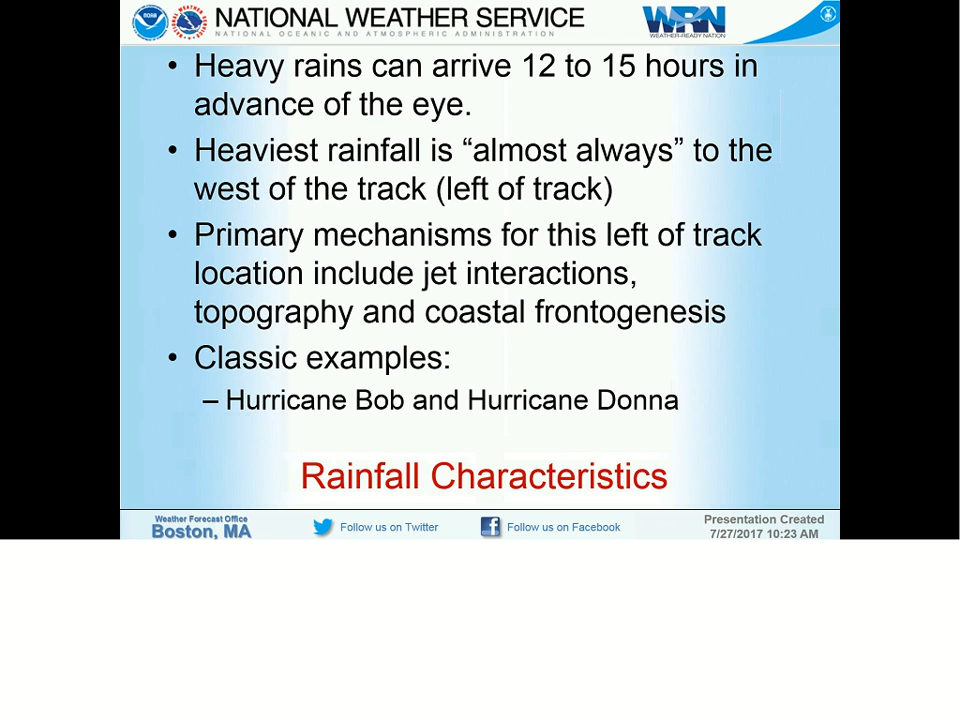 NATIONAL WEATHER SERVICE
NATIONAL OCEANIC AND ATMOSPHERIC ADMINISTRATION
WRN
WEATHER-READY NATION
• Heavy rains can arrive 12 to 15 hours in
advance of the eye.
• Heaviest rainfall is “almost always” to the
west of the track (left of track)
• Primary mechanisms for this left of track
location include jet interactions,
topography and coastal frontogenesis
• Classic examples:
– Hurricane Bob and Hurricane Donna
Rainfall Characteristics
Weather Forecast Office
Boston, MA
Follow us on Twitter
Follow us on Facebook
Presentation Created
7/27/2017 10:23 AM